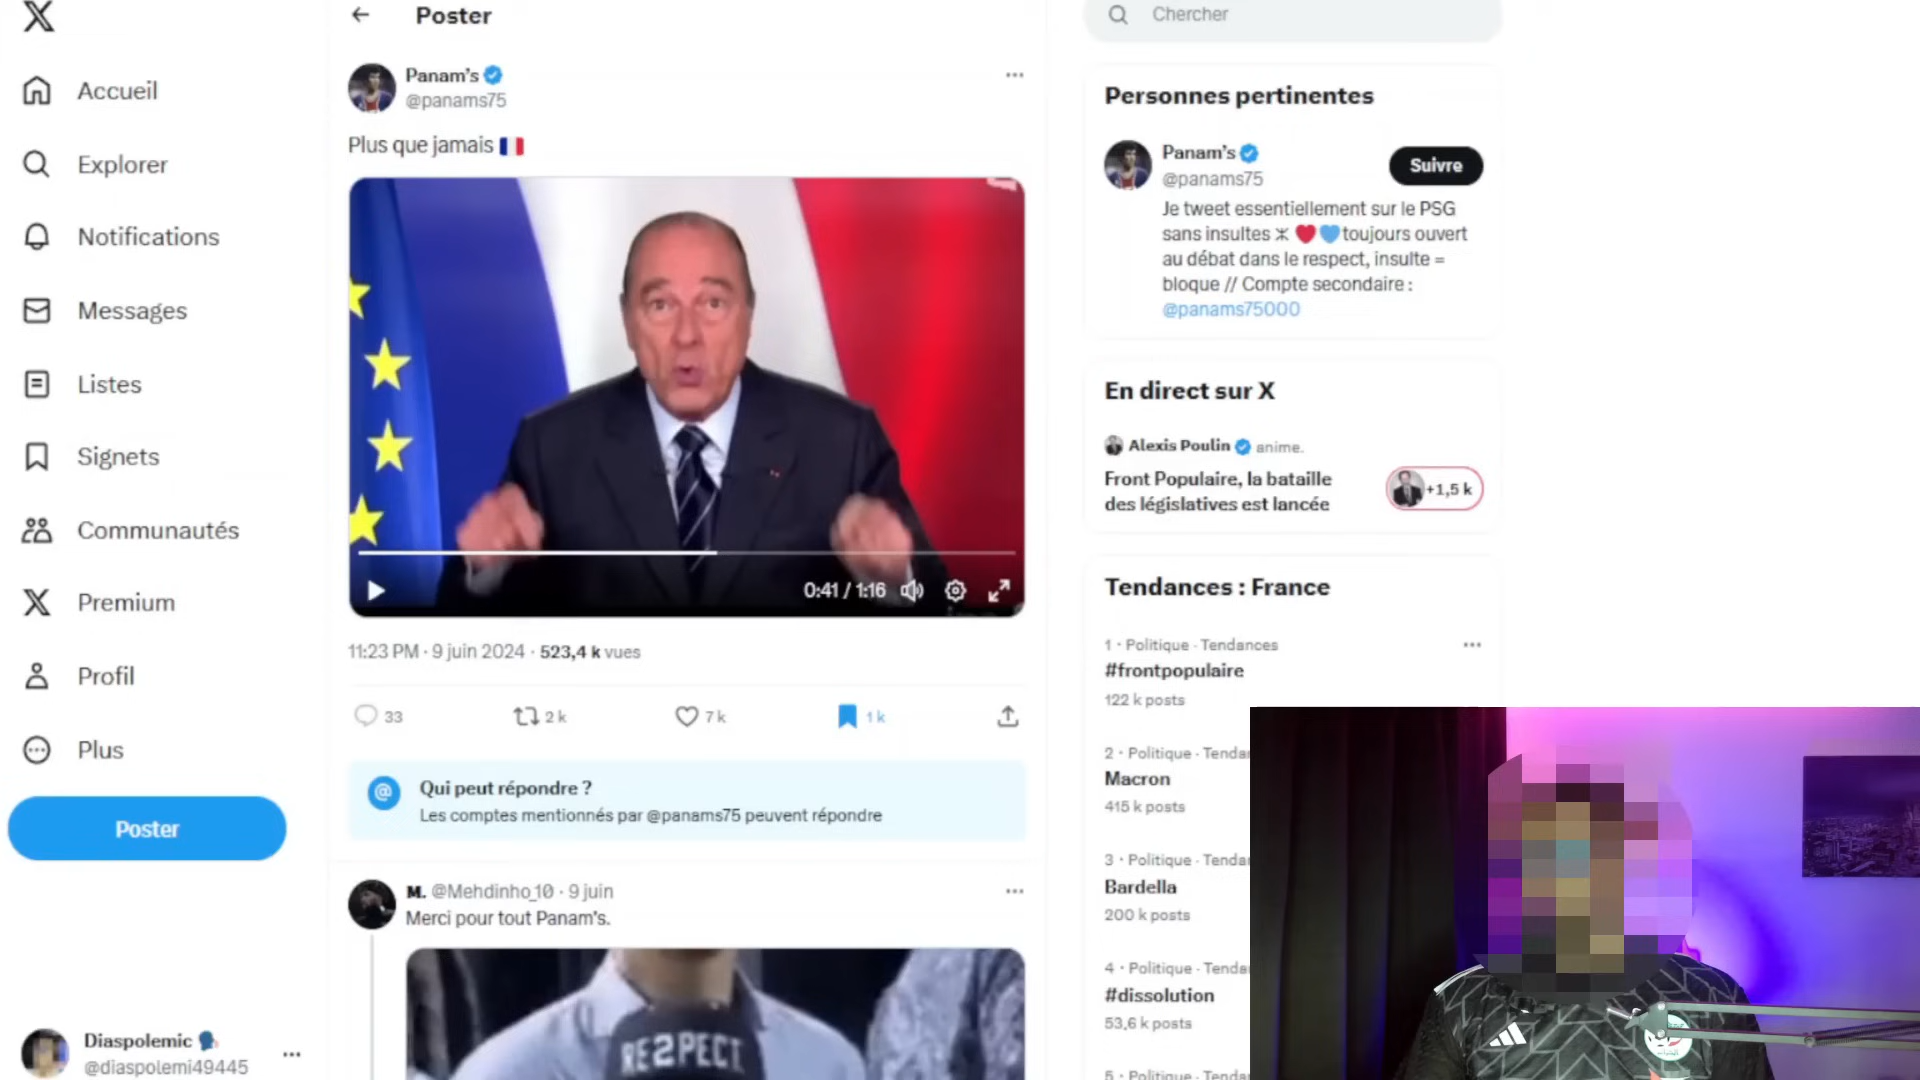 Accueil
Explorer
Notifications
Messages
Listes
Signets
Communautés
Premium
Profil
Plus
Poster
Diaspolemic
@diaspolemi49445
Poster
Panam's
@panams75
Plus que jamais
0:41 / 1:16
11:23 PM · 9 juin 2024 · 523,4 k vues
33
2 k
7 k
1 k
Qui peut répondre ?
Les comptes mentionnés par @panams75 peuvent répondre
M. @Mehdinho_10 · 9 juin
Merci pour tout Panam's.
RE2PECT
Chercher
Personnes pertinentes
Panam's
@panams75
Suivre
Je tweet essentiellement sur le PSG
sans insultes ⵣ toujours ouvert
au débat dans le respect, insulte =
bloque // Compte secondaire :
@panams75000
En direct sur X
Alexis Poulin anime.
Front Populaire, la bataille
des législatives est lancée
+1,5 k
Tendances : France
1 · Politique · Tendances
#frontpopulaire
122 k posts
2 · Politique · Tenda
Macron
415 k posts
3 · Politique · Tenda
Bardella
200 k posts
4 · Politique · Tenda
#dissolution
53,6 k posts
5 · Politique · Tenda